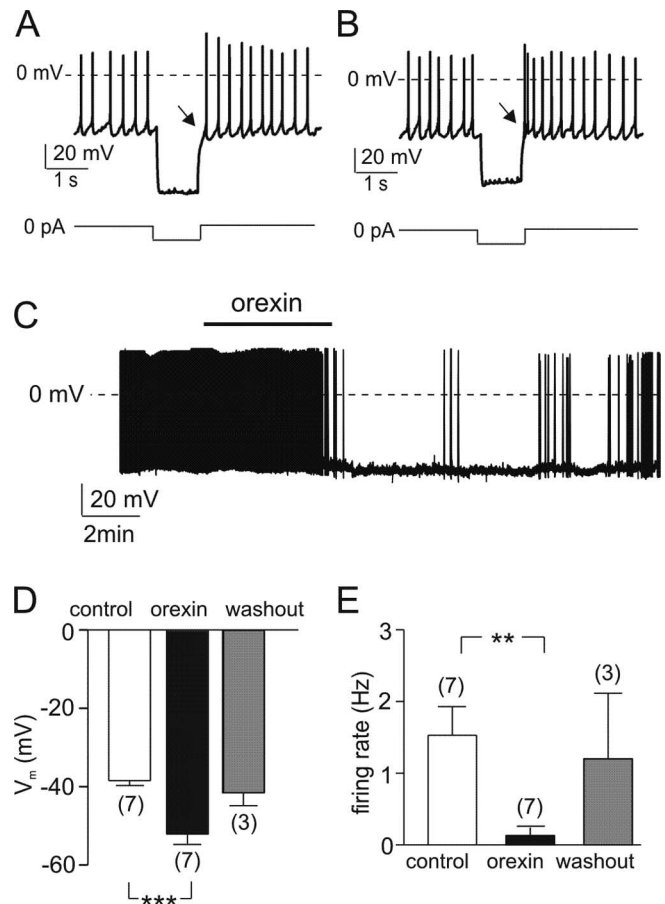 A
0 mV
20 mV
1 s
0 pA
B
0 mV
20 mV
1 s
0 pA
C
orexin
0 mV
20 mV
2min
D
control orexin washout
0
-20
-40
-60
Vm (mV)
(7)
(7)
(3)
***
E
3
2
1
0
firing rate (Hz)
**
(7)
(7)
(3)
control orexin washout